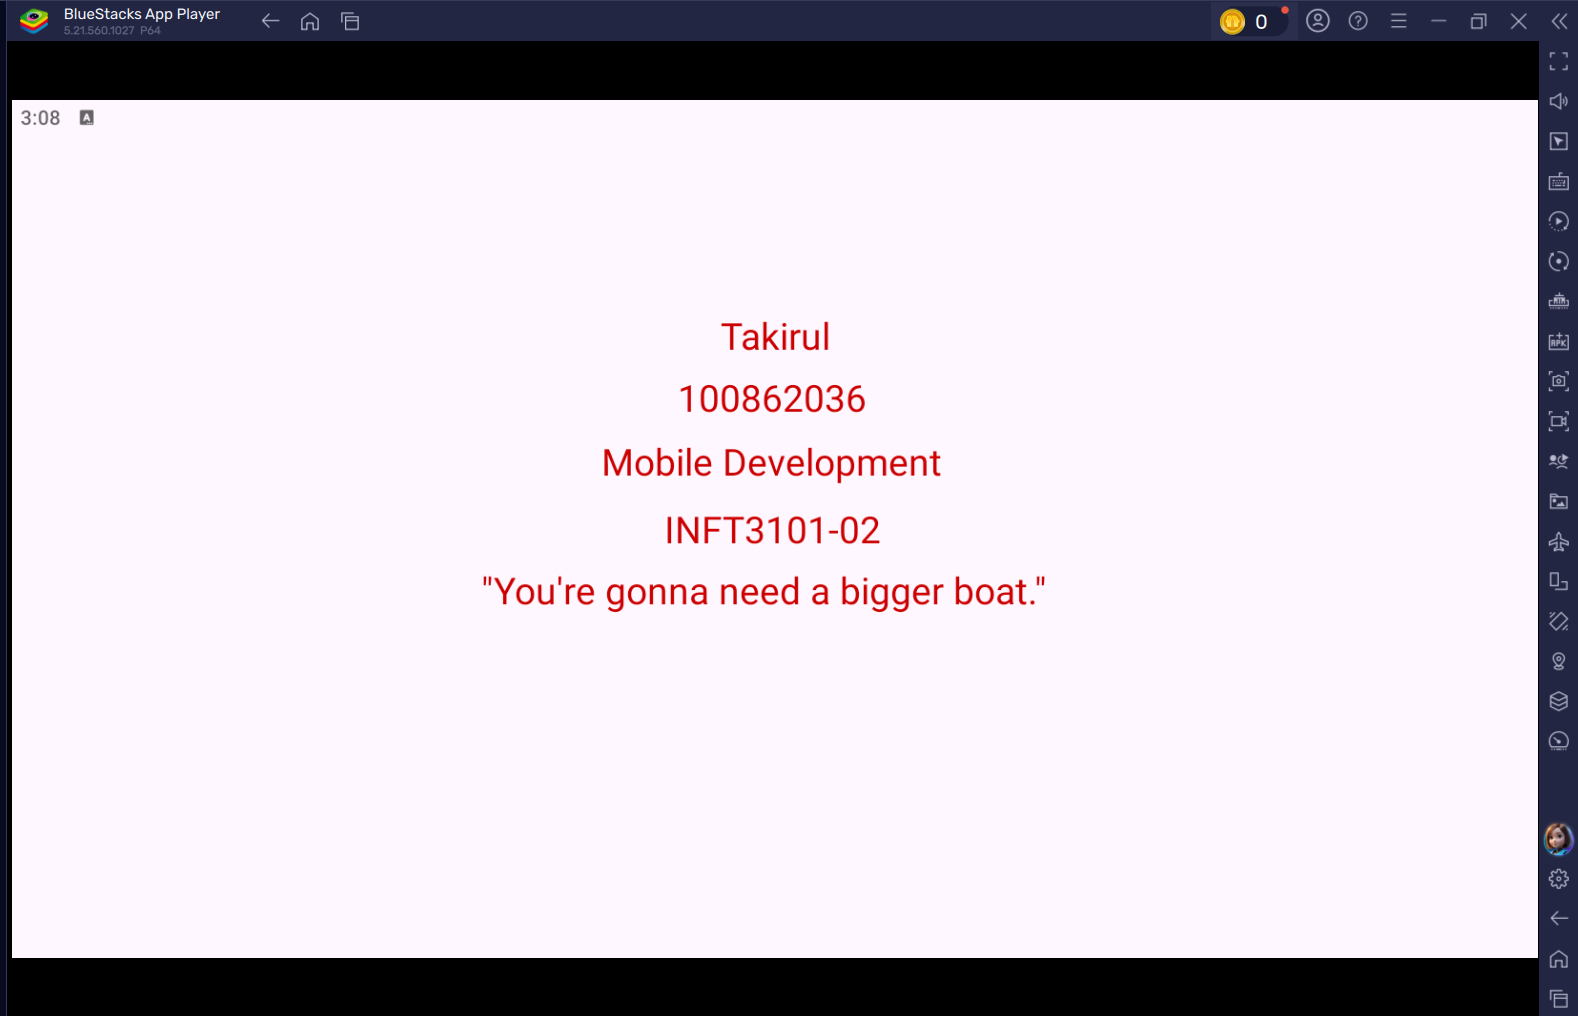 BlueStacks App Player
5.21.560.1027 P64
0
3:08
A
Takirul
100862036
Mobile Development
INFT3101-02
"You're gonna need a bigger boat."
APK